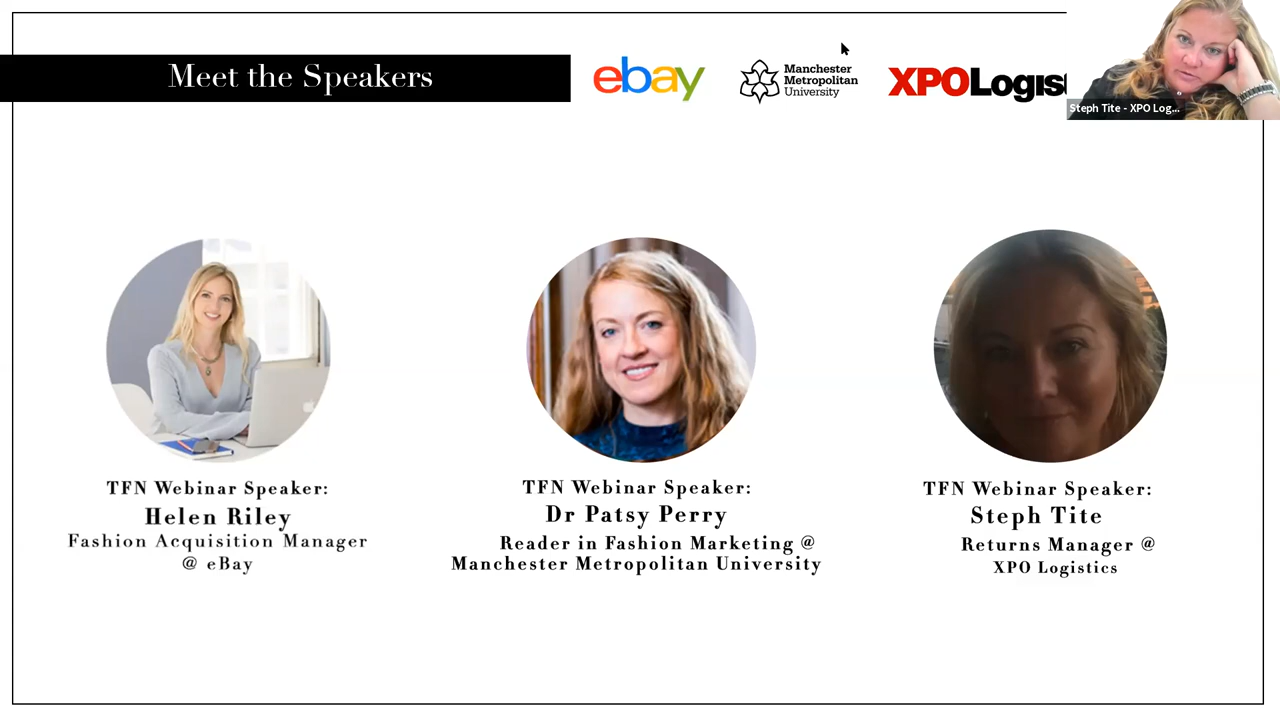 Meet the Speakers
ebay
Manchester
Metropolitan
University
XPOLogis
Steph Tite - XPO Log...
TFN Webinar Speaker:
Helen Riley
Fashion Acquisition Manager
@ eBay
TFN Webinar Speaker:
Dr Patsy Perry
Reader in Fashion Marketing @
Manchester Metropolitan University
TFN Webinar Speaker:
Steph Tite
Returns Manager @
XPO Logistics